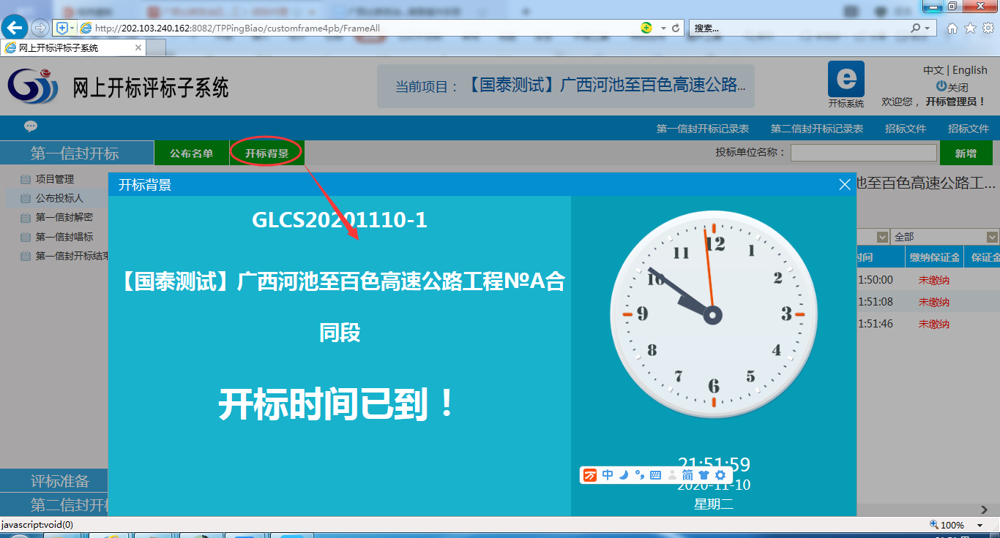 http://202.103.240.162:8082/TPPingBiao/customframe4pb/FrameAll
搜索...
网上开标评标子系统
网上开标评标子系统
当前项目：【国泰测试】广西河池至百色高速公路...
开标系统
中文 | English
关闭
欢迎您，开标管理员！
第一信封开标记录表 第二信封开标记录表 招标文件 招标文件
第一信封开标
公布名单
开标背景
投标单位名称：
新增
项目管理
公布投标人
第一信封解密
第一信封唱标
第一信封开标结束
评标准备
开标背景
GLCS20201110-1
【国泰测试】广西河池至百色高速公路工程№A合
同段
开标时间已到！
12
1
2
3
4
5
6
7
8
9
10
11
21:51:59
中
简
2020-11-10
星期二
池至百色高速公路工...
全部
时间 缴纳保证金 保证金
1:50:00 未缴纳
1:51:08 未缴纳
1:51:46 未缴纳
javascript:void(0)
100%